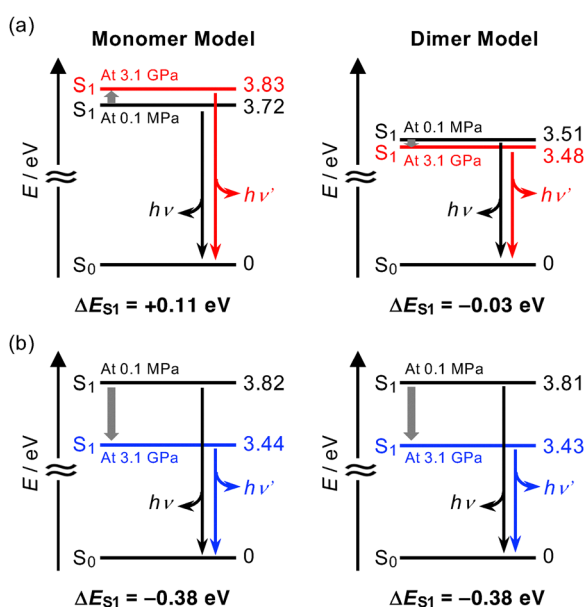 (a)
Monomer Model
Dimer Model
E / eV
S1 At 3.1 GPa 3.83
S1 At 0.1 MPa 3.72
hν
hν'
S0 0
ΔES1 = +0.11 eV
E / eV
S1 At 0.1 MPa 3.51
S1 At 3.1 GPa 3.48
hν
hν'
S0 0
ΔES1 = −0.03 eV
(b)
E / eV
At 0.1 MPa
S1 3.82
S1 3.44
At 3.1 GPa
hν'
hν
S0 0
ΔES1 = −0.38 eV
E / eV
At 0.1 MPa
S1 3.81
S1 3.43
At 3.1 GPa
hν'
hν
S0 0
ΔES1 = −0.38 eV